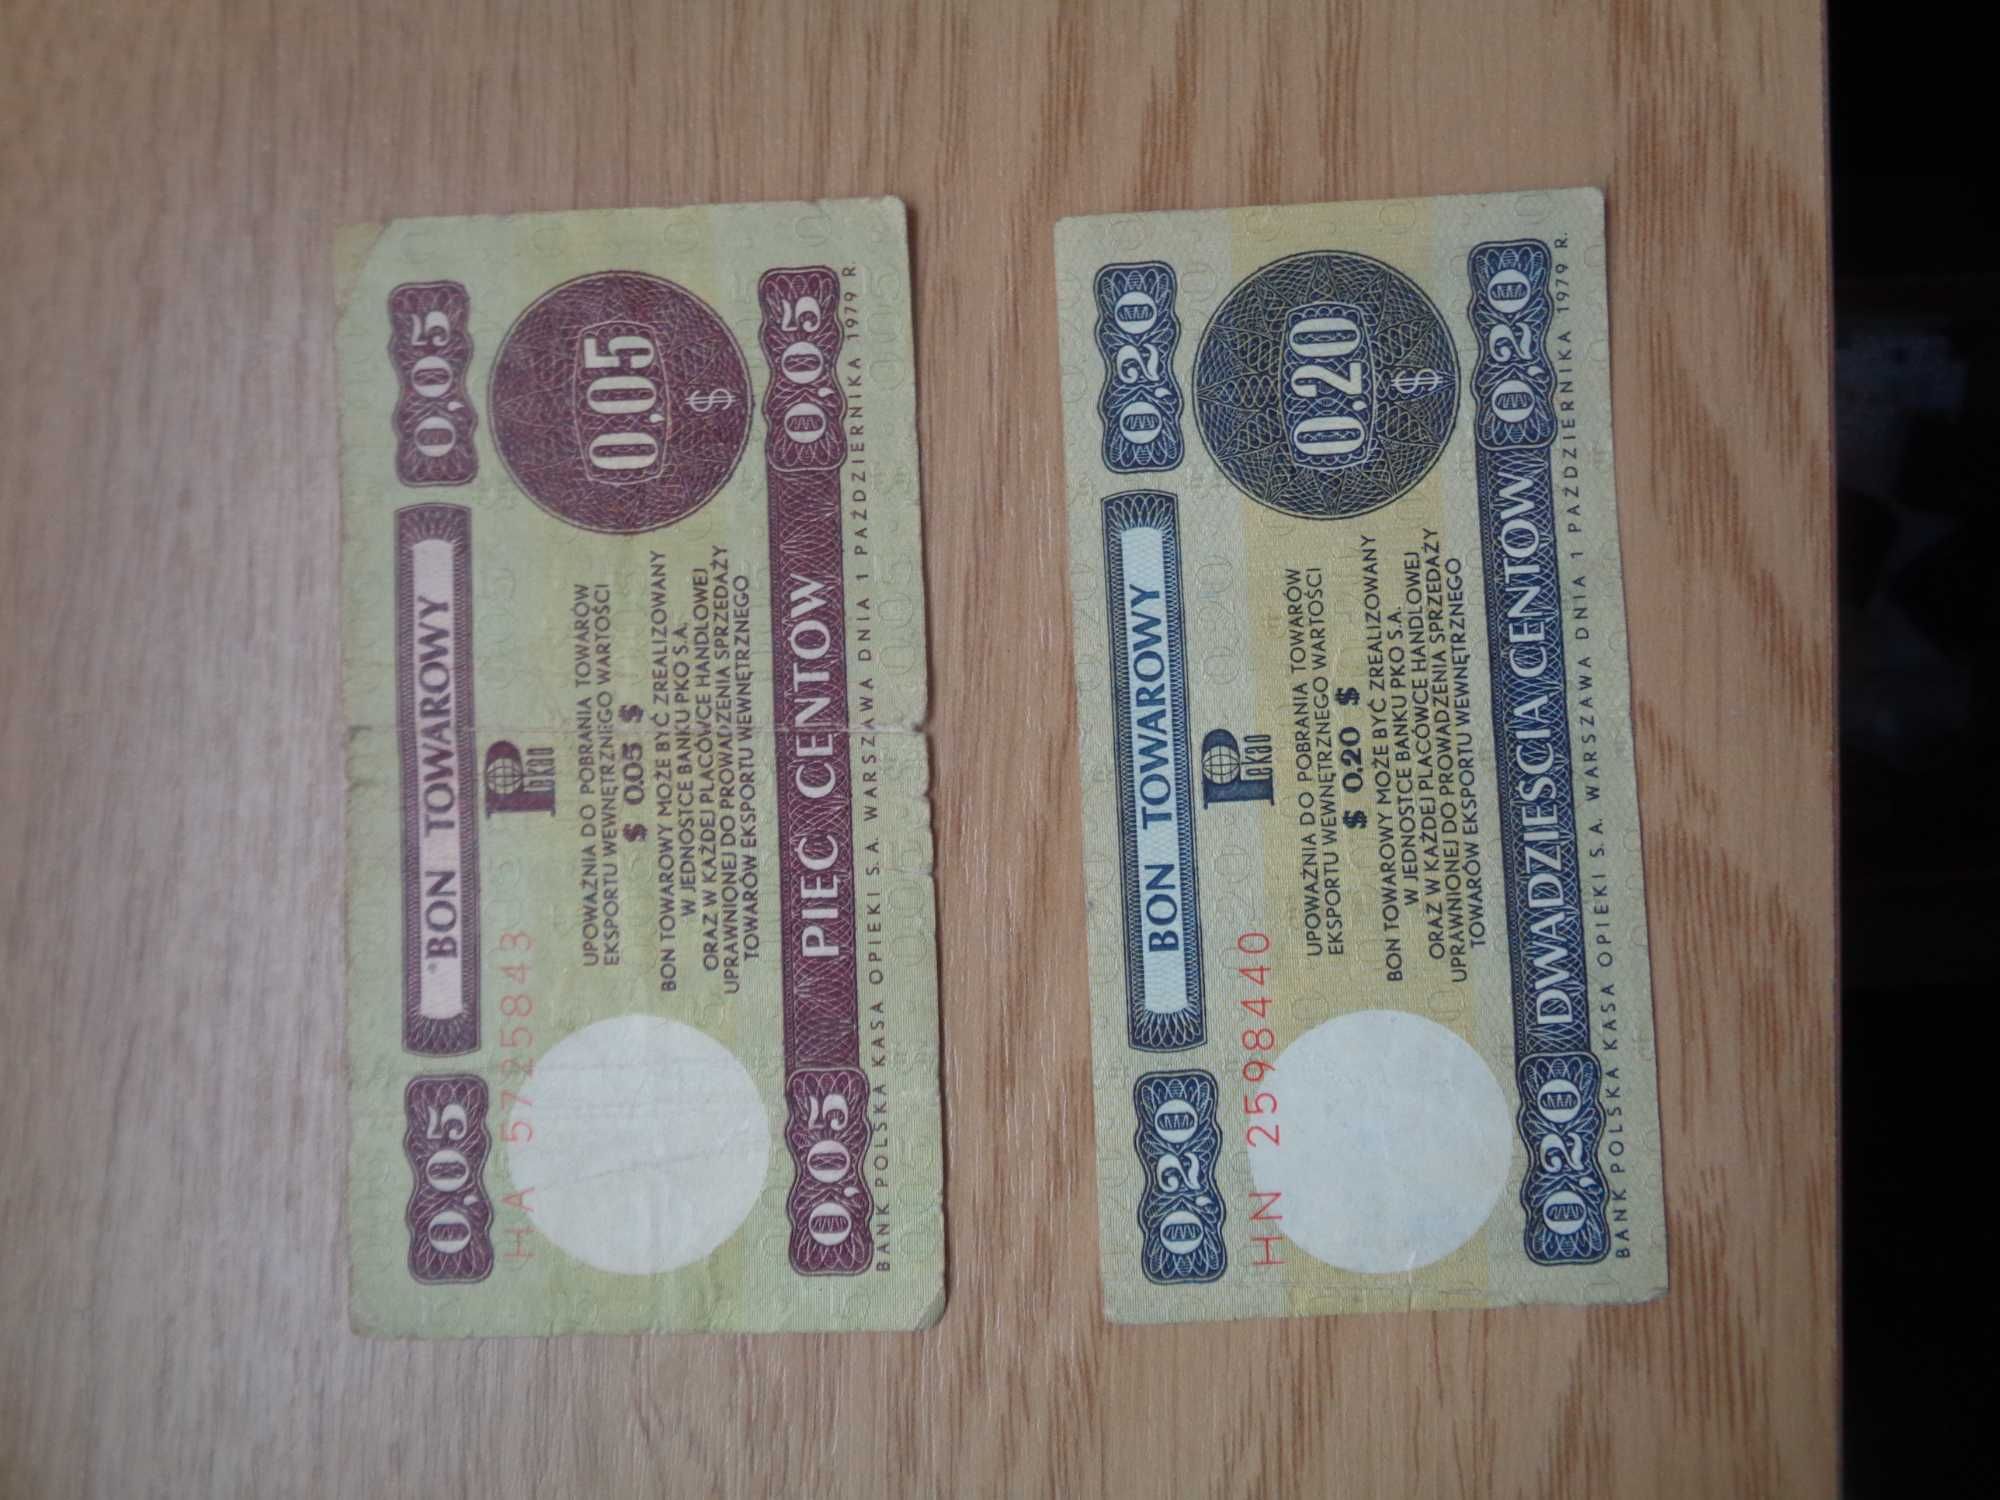 0,05
BON TOWAROWY
0,05
HA 5725843
Pekao
UPOWAŻNIA DO POBRANIA TOWARÓW
EKSPORTU WEWNĘTRZNEGO WARTOŚCI
$ 0.05 $
BON TOWAROWY MOŻE BYĆ ZREALIZOWANY
W JEDNOSTCE BANKU PKO S.A.
ORAZ W KAŻDEJ PLACÓWCE HANDLOWEJ
UPRAWNIONEJ DO PROWADZENIA SPRZEDAŻY
TOWARÓW EKSPORTU WEWNĘTRZNEGO
0,05
$
0,05
PIĘĆ CENTÓW
0,05
BANK POLSKA KASA OPIEKI S.A. WARSZAWA DNIA 1 PAŹDZIERNIKA 1979 R.
0,20
BON TOWAROWY
0,20
HN 2598440
Pekao
UPOWAŻNIA DO POBRANIA TOWARÓW
EKSPORTU WEWNĘTRZNEGO WARTOŚCI
$ 0.20 $
BON TOWAROWY MOŻE BYĆ ZREALIZOWANY
W JEDNOSTCE BANKU PKO S.A.
ORAZ W KAŻDEJ PLACÓWCE HANDLOWEJ
UPRAWNIONEJ DO PROWADZENIA SPRZEDAŻY
TOWARÓW EKSPORTU WEWNĘTRZNEGO
0.20
$
0,20
DWADZIEŚCIA CENTÓW
0,20
BANK POLSKA KASA OPIEKI S.A. WARSZAWA DNIA 1 PAŹDZIERNIKA 1979 R.